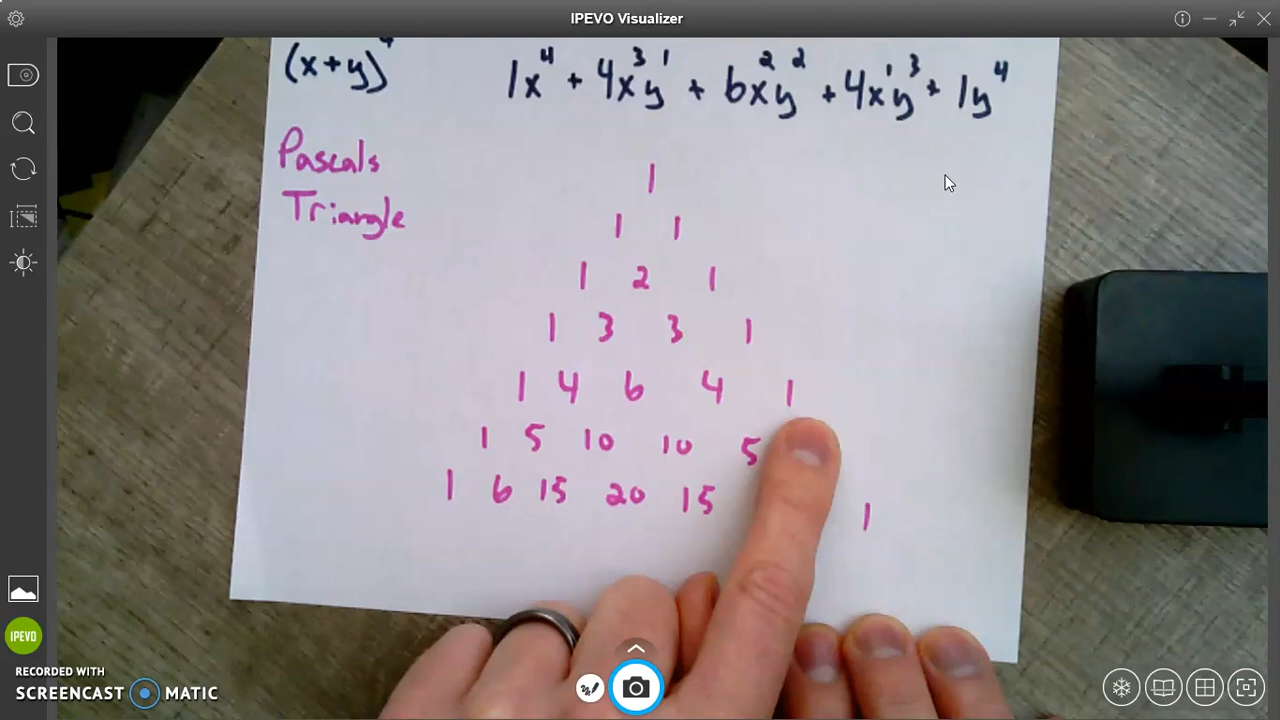 IPEVO Visualizer
(x+y)⁴ 1x⁴ + 4x³y¹ + 6x²y² + 4x¹y³ + 1y⁴
Pascals
Triangle
1
1 1
1 2 1
1 3 3 1
1 4 6 4 1
1 5 10 10 5
1 6 15 20 15 1
IPEVO
RECORDED WITH
SCREENCAST MATIC